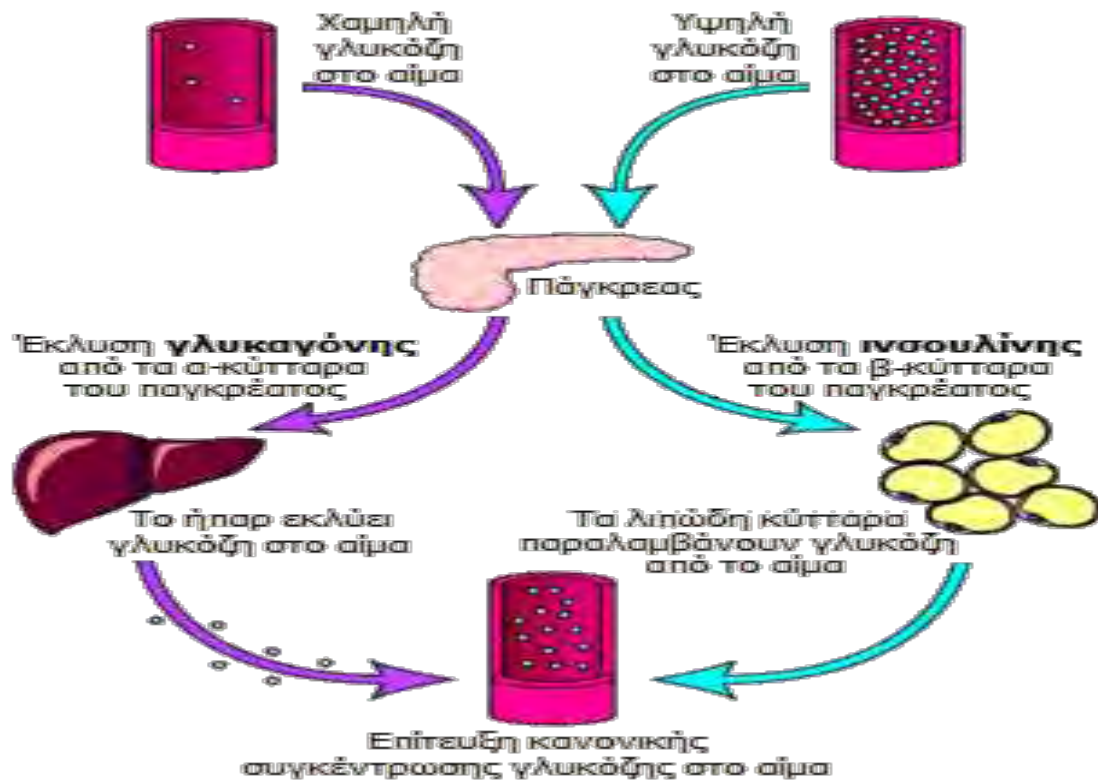 Χαμηλή
γλυκόζη
στο αίμα
Υψηλή
γλυκόζη
στο αίμα
Πάγκρεας
Έκλυση γλυκαγόνης
από τα α-κύτταρα
του παγκρέατος
Έκλυση ινσουλίνης
από τα β-κύτταρα
του παγκρέατος
Το ήπαρ εκλύει
γλυκόζη στο αίμα
Τα λιπώδη κύτταρα
παραλαμβάνουν γλυκόζη
από το αίμα
Επίτευξη κανονικής
συγκέντρωσης γλυκόζης στο αίμα